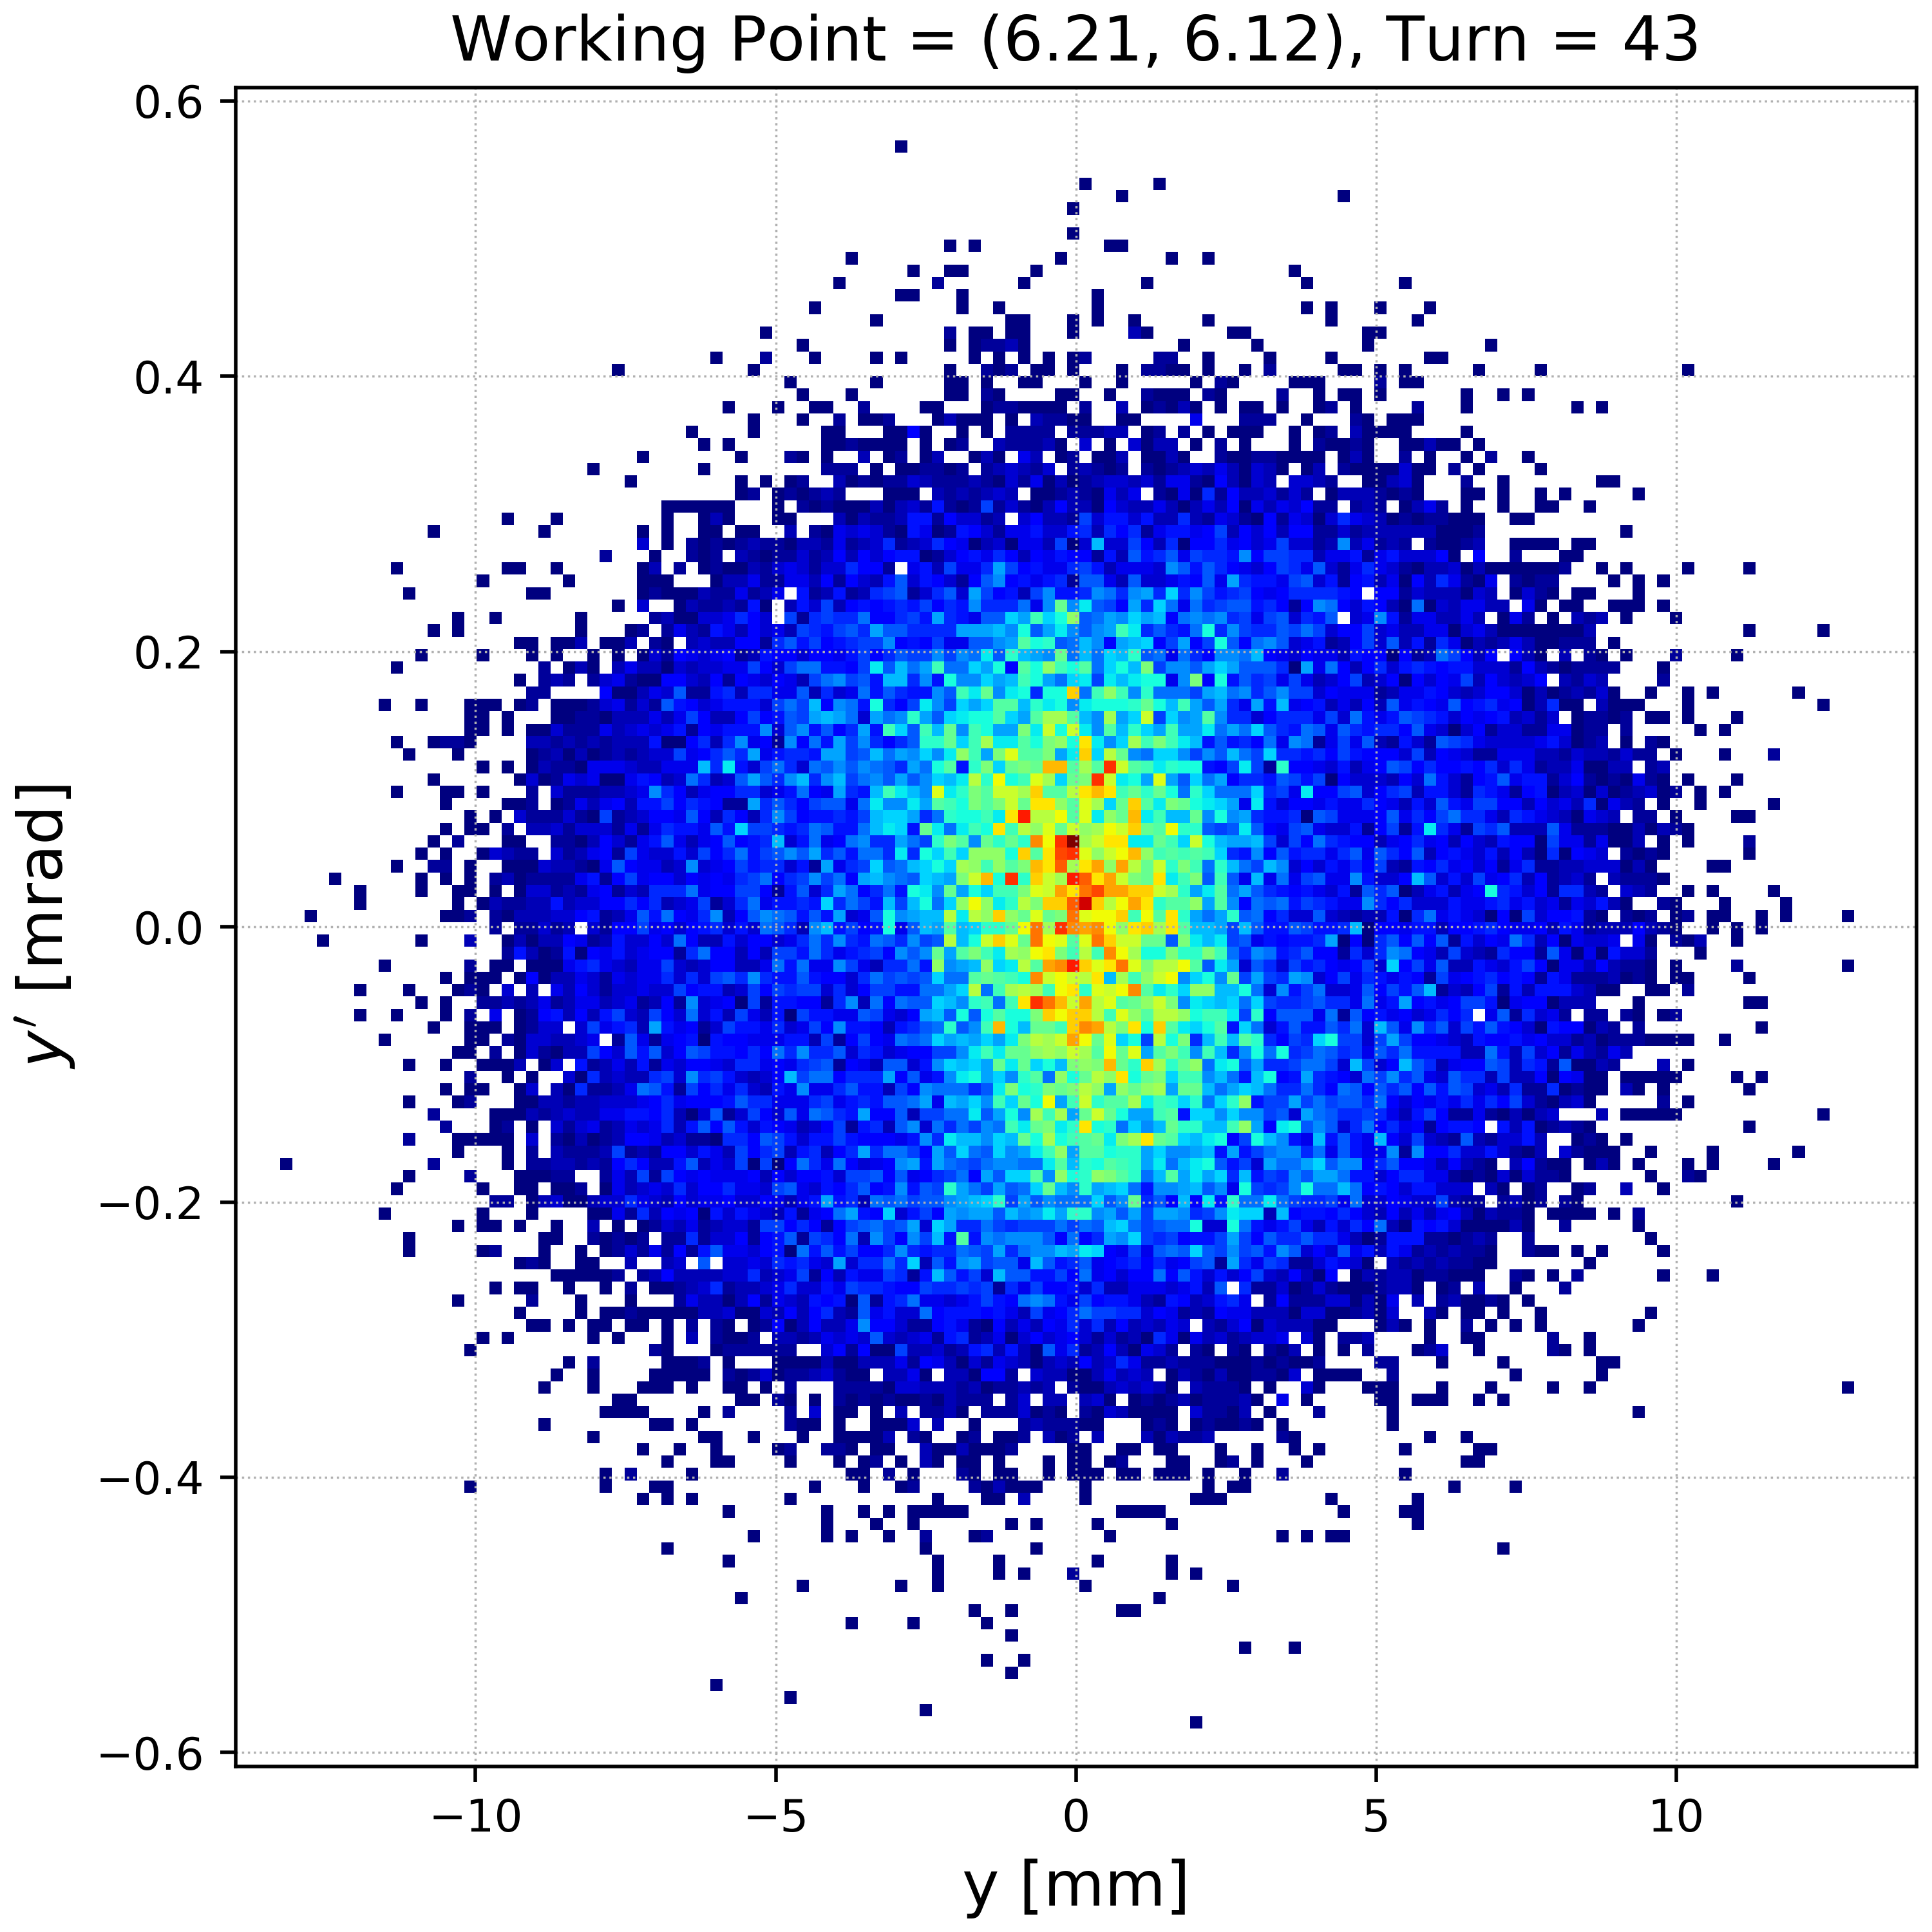 Working Point = (6.21, 6.12), Turn = 43
0.6
0.4
0.2
0.0
−0.2
−0.4
−0.6
y′ [mrad]
−10 −5 0 5 10
y [mm]